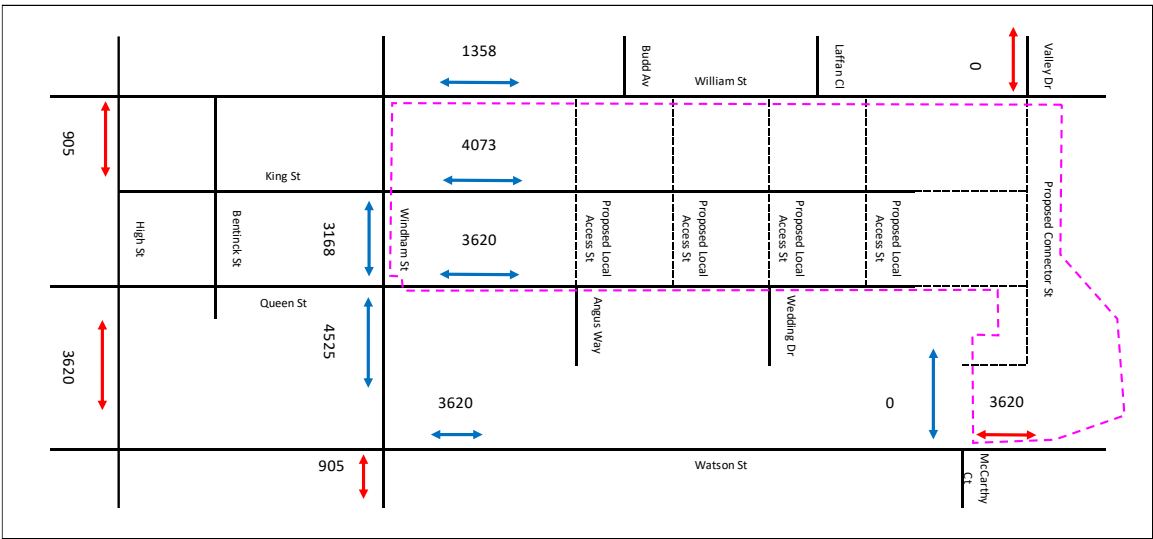 1358
Budd Av
William St
Laffan Cl
0
Valley Dr
905
4073
King St
High St
Bentinck St
3168
Windham St
3620
Proposed Local
Access St
Proposed Local
Access St
Proposed Local
Access St
Proposed Local
Access St
Proposed Connector St
Queen St
3620
4525
Angus Way
Wedding Dr
3620
0
3620
905
Watson St
McCarthy
Ct